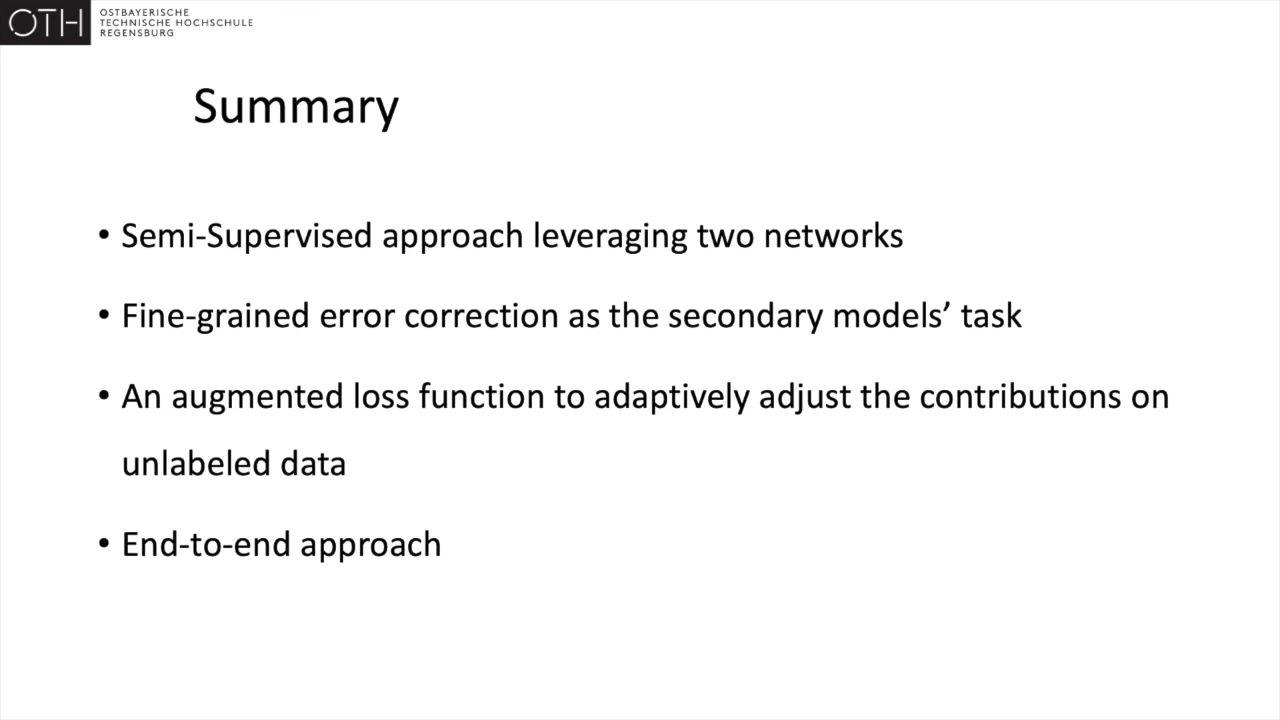 OTH
OSTBAYERISCHE
TECHNISCHE HOCHSCHULE
REGENSBURG
Summary
• Semi-Supervised approach leveraging two networks
• Fine-grained error correction as the secondary models’ task
• An augmented loss function to adaptively adjust the contributions on
unlabeled data
• End-to-end approach